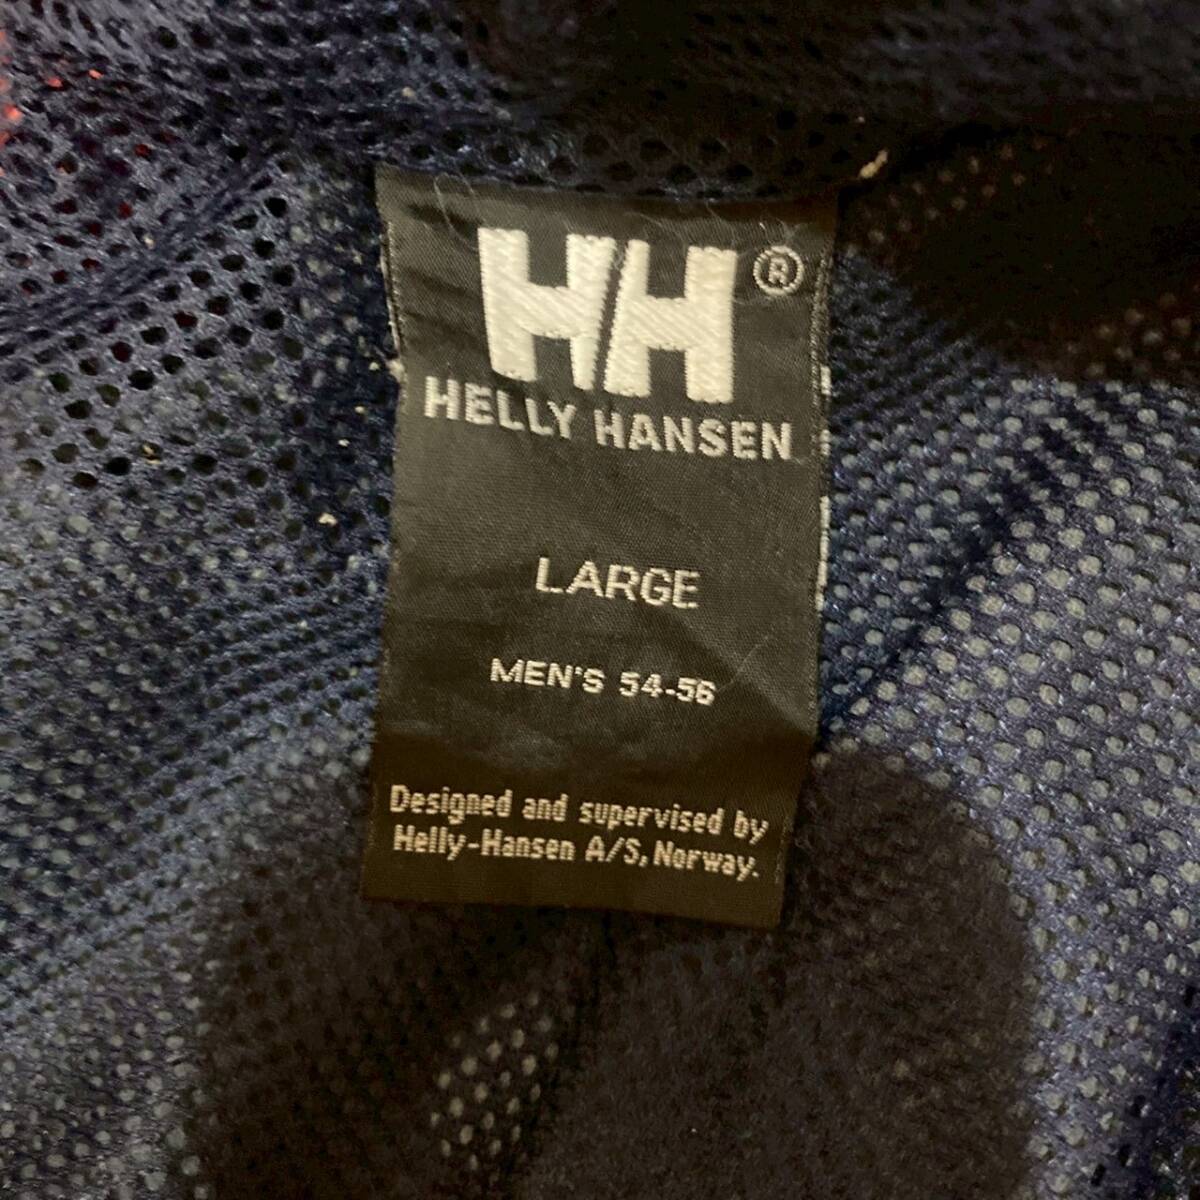 HH ®
HELLY HANSEN
LARGE
MEN'S 54-56
Designed and supervised by
Helly-Hansen A/S, Norway.